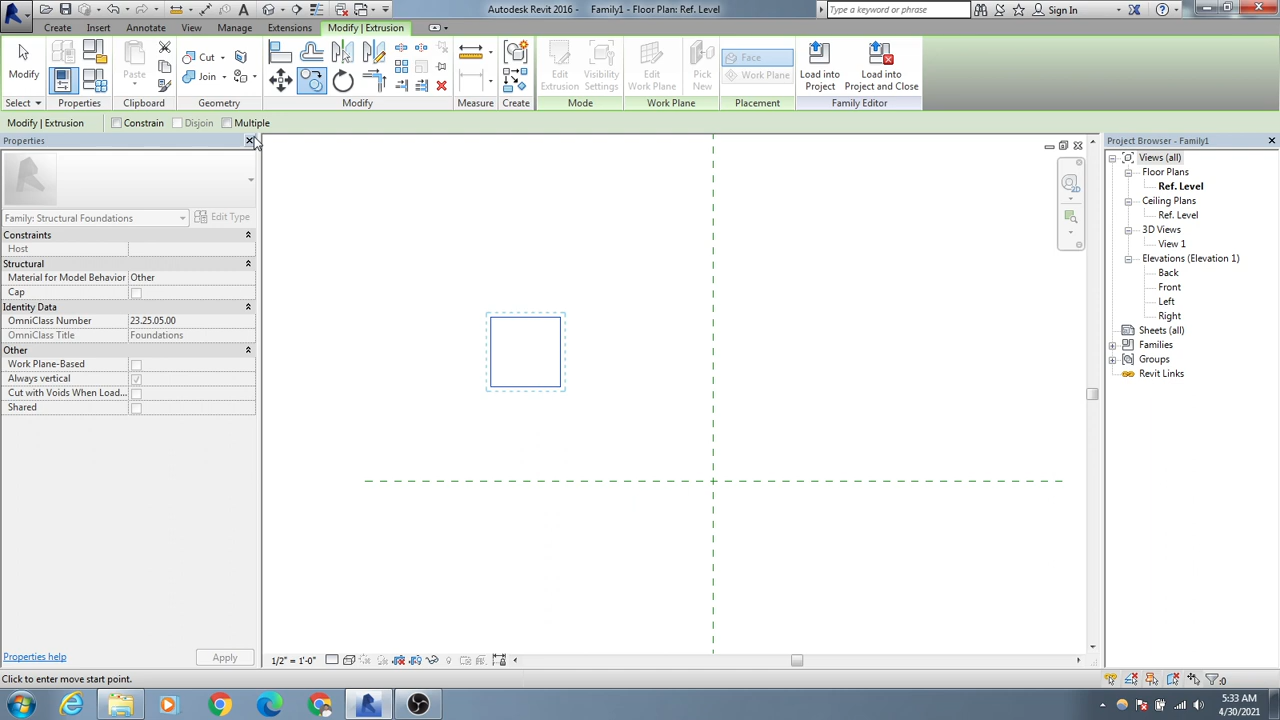 Autodesk Revit 2016 - Family1 - Floor Plan: Ref. Level
Type a keyword or phrase
Sign In
Create Insert Annotate View Manage Extensions Modify | Extrusion
Modify
Paste
Cut
Join
Edit Extrusion
Visibility Settings
Edit Work Plane
Pick New
Face
Work Plane
Load into Project
Load into Project and Close
Select Properties Clipboard Geometry Modify Measure Create Mode Work Plane Placement Family Editor
Modify | Extrusion Constrain Disjoin Multiple
Properties
Family: Structural Foundations Edit Type
Constraints
Host
Structural
Material for Model Behavior Other
Cap
Identity Data
OmniClass Number 23.25.05.00
OmniClass Title Foundations
Other
Work Plane-Based
Always vertical
Cut with Voids When Load...
Shared
Properties help Apply
1/2" = 1'-0"
Project Browser - Family1
Views (all)
Floor Plans
Ref. Level
Ceiling Plans
Ref. Level
3D Views
View 1
Elevations (Elevation 1)
Back
Front
Left
Right
Sheets (all)
Families
Groups
Revit Links
2D
Click to enter move start point.
:0
5:33 AM
4/30/2021